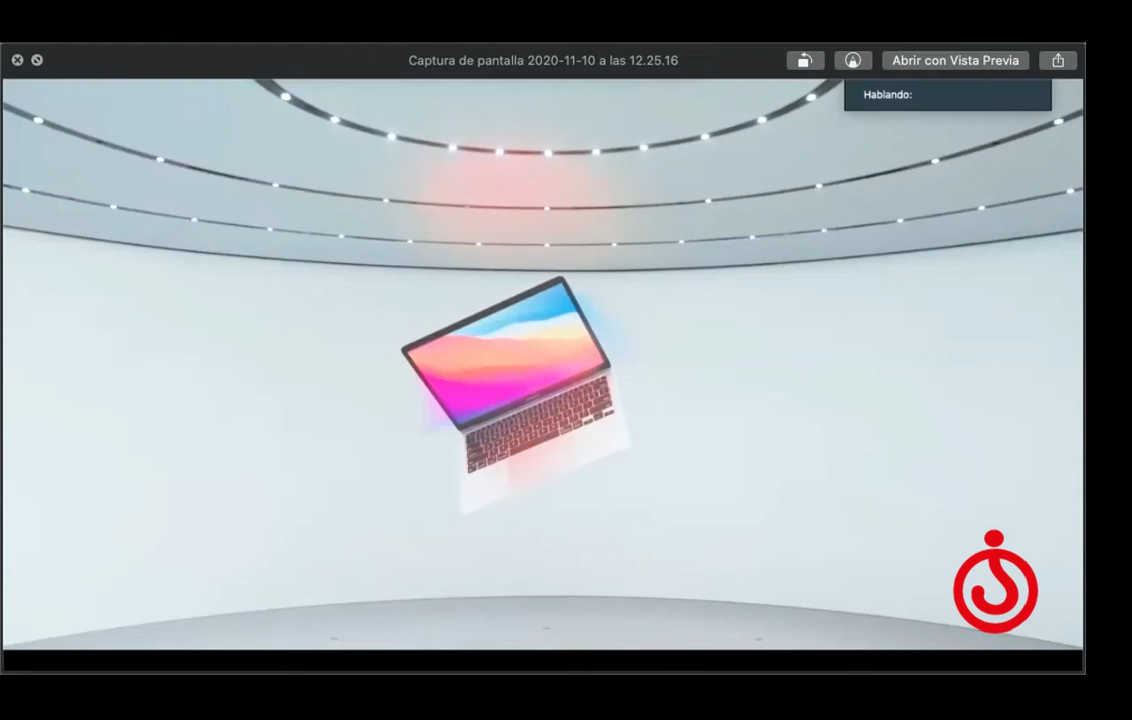 Captura de pantalla 2020-11-10 a las 12.25.16
Abrir con Vista Previa
Hablando: